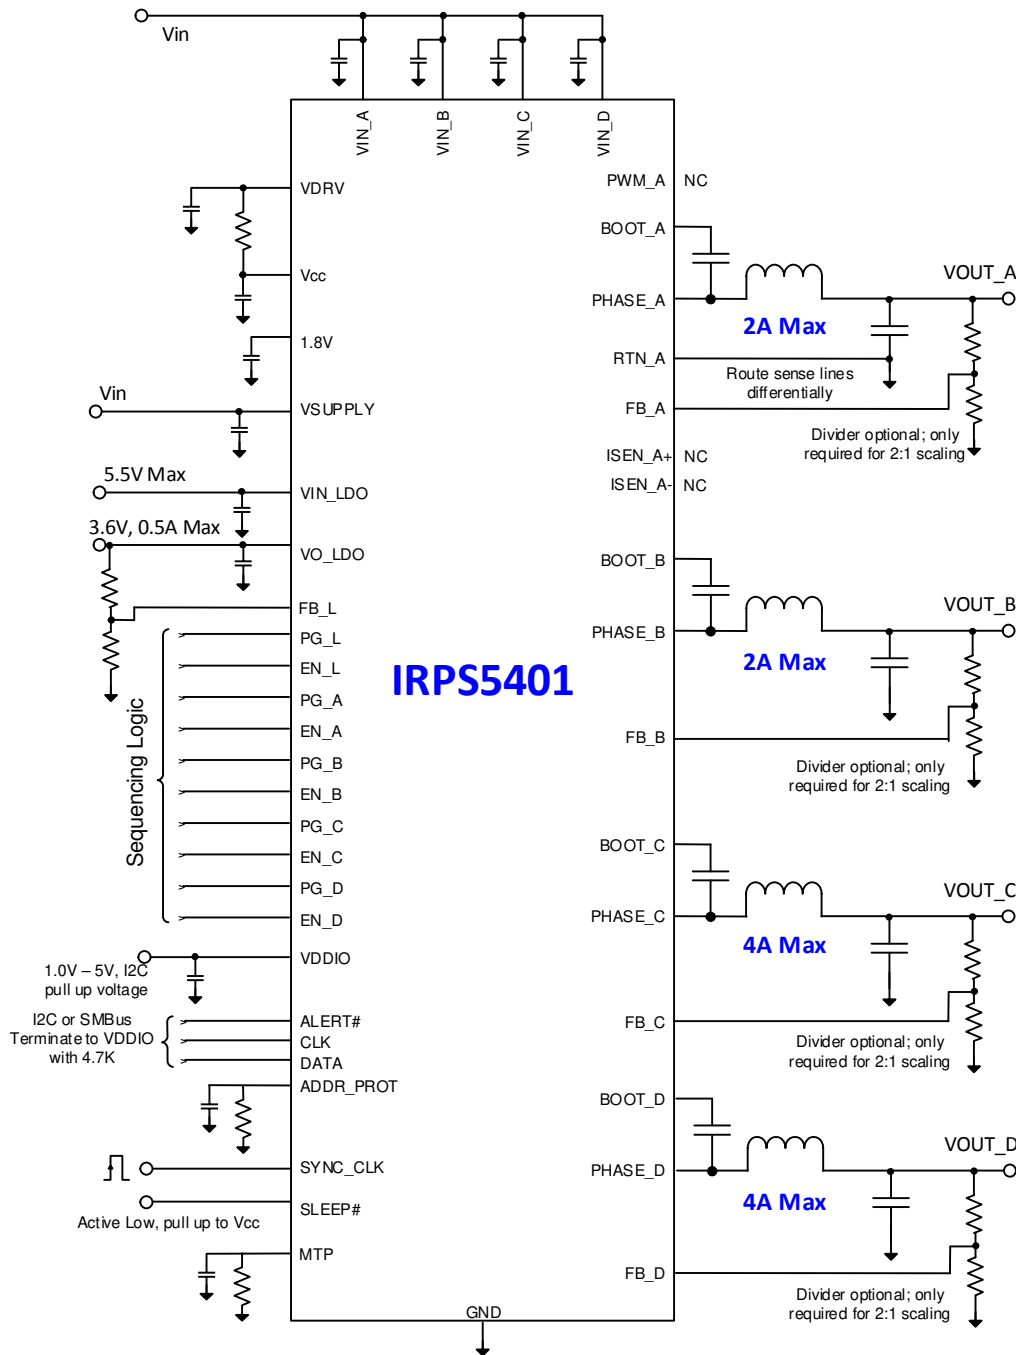 Vin
VIN_A
VIN_B
VIN_C
VIN_D
VDRV
Vcc
1.8V
Vin
VSUPPLY
5.5V Max
VIN_LDO
3.6V, 0.5A Max
VO_LDO
FB_L
Sequencing Logic
PG_L
EN_L
PG_A
EN_A
PG_B
EN_B
PG_C
EN_C
PG_D
EN_D
VDDIO
1.0V – 5V, I2C
pull up voltage
I2C or SMBus
Terminate to VDDIO
with 4.7K
ALERT#
CLK
DATA
ADDR_PROT
SYNC_CLK
SLEEP#
Active Low, pull up to Vcc
MTP
GND
IRPS5401
PWM_A NC
BOOT_A
VOUT_A
PHASE_A
2A Max
RTN_A
Route sense lines
differentially
FB_A
Divider optional; only
required for 2:1 scaling
ISEN_A+ NC
ISEN_A- NC
BOOT_B
VOUT_B
PHASE_B
2A Max
FB_B
Divider optional; only
required for 2:1 scaling
BOOT_C
VOUT_C
PHASE_C
4A Max
FB_C
Divider optional; only
required for 2:1 scaling
BOOT_D
VOUT_D
PHASE_D
4A Max
FB_D
Divider optional; only
required for 2:1 scaling